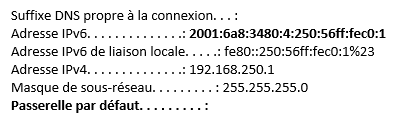 Suffixe DNS propre à la connexion. . . :
Adresse IPv6. . . . . . . . . . . . . .: 2001:6a8:3480:4:250:56ff:fec0:1
Adresse IPv6 de liaison locale. . . . .: fe80::250:56ff:fec0:1%23
Adresse IPv4. . . . . . . . . . . . . .: 192.168.250.1
Masque de sous-réseau. . . . . . . . . : 255.255.255.0
Passerelle par défaut. . . . . . . . . :